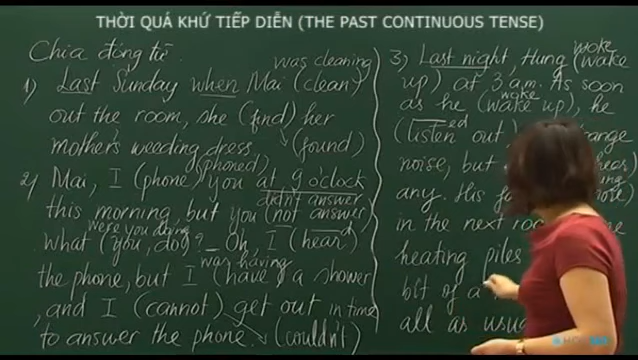 THỜI QUÁ KHỨ TIẾP DIỄN (THE PAST CONTINUOUS TENSE)
Chia động từ.
was cleaning
1) Last Sunday when Mai (clean)
out the room, she (find) her
mother's weeding dress (found)
(phoned)
2) Mai, I (phone) you at 9 o'clock
didn't answer
this morning, but you (not answer)
were you doing
what (you, do)? _ Oh, I (hear)d
was having
the phone, but I (have) a shower
, and I (cannot) get out in time
to answer the phone. (couldn't)
woke
3) Last night, Hung (wake
up) at 3 a.m. As soon
woke
as he (wake up), he
ed
(listen out)
noise, but
any. His
in the next
heating piles
bit of a
all as